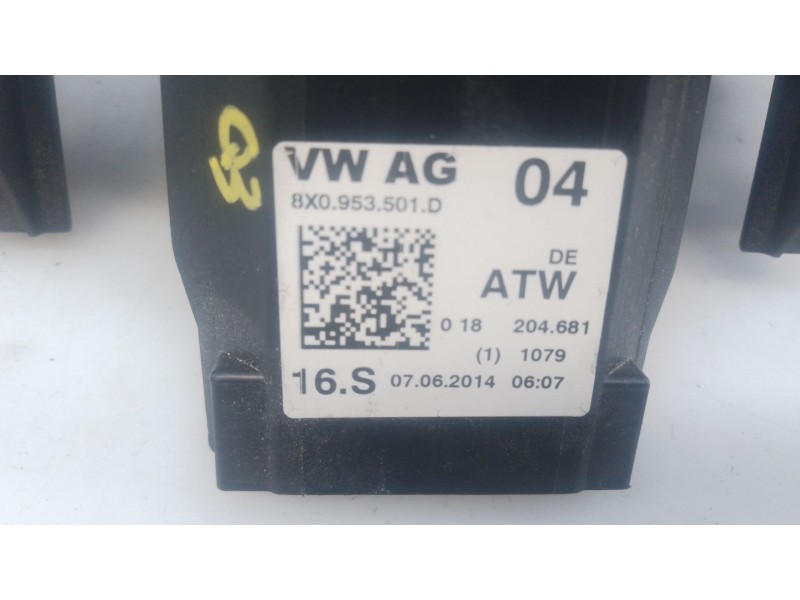 VW AG 04
8X0.953.501.D
DE
ATW
0 18 204.681
(1) 1079
16.S 07.06.2014 06:07